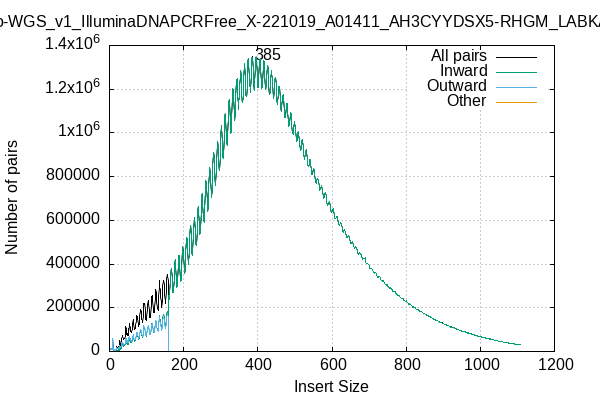 WGS_v1_IlluminaDNAPCRFree_X-221019_A01411_AH3CYYDSX5-RHGM_LABK
1.4x10^6
385
All pairs
Inward
Outward
Other
1.2x10^6
1x10^6
800000
600000
400000
200000
0
Number of pairs
0 200 400 600 800 1000 1200
Insert Size